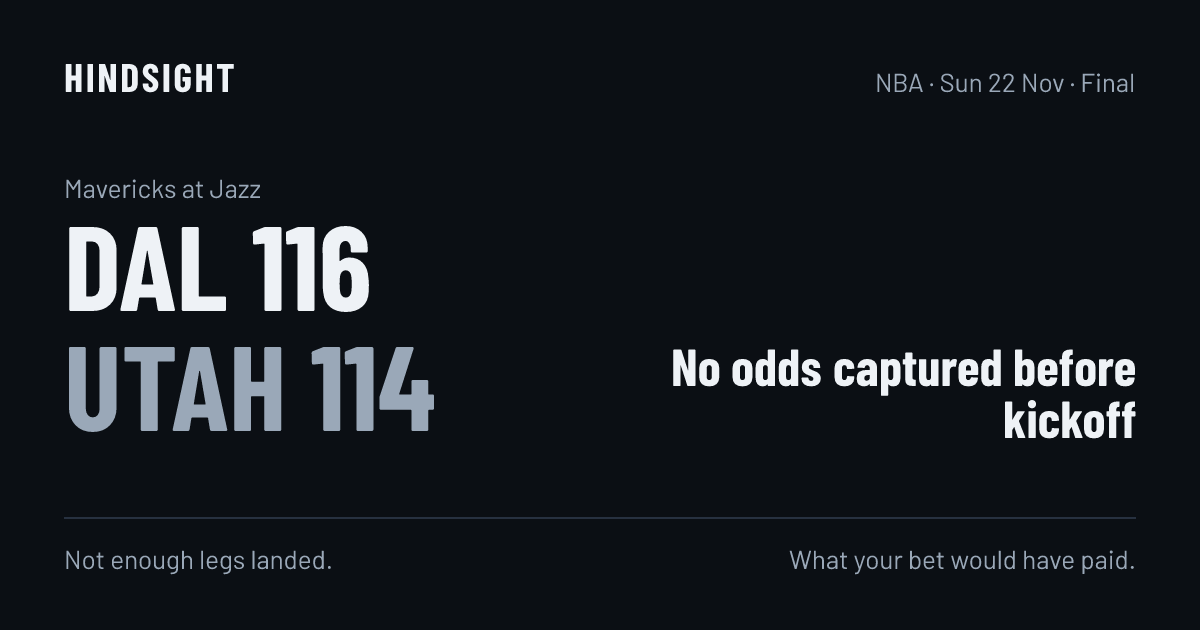 HINDSIGHT
NBA · Sun 22 Nov · Final
Mavericks at Jazz
DAL 116
UTAH 114
No odds captured before
kickoff
Not enough legs landed.
What your bet would have paid.